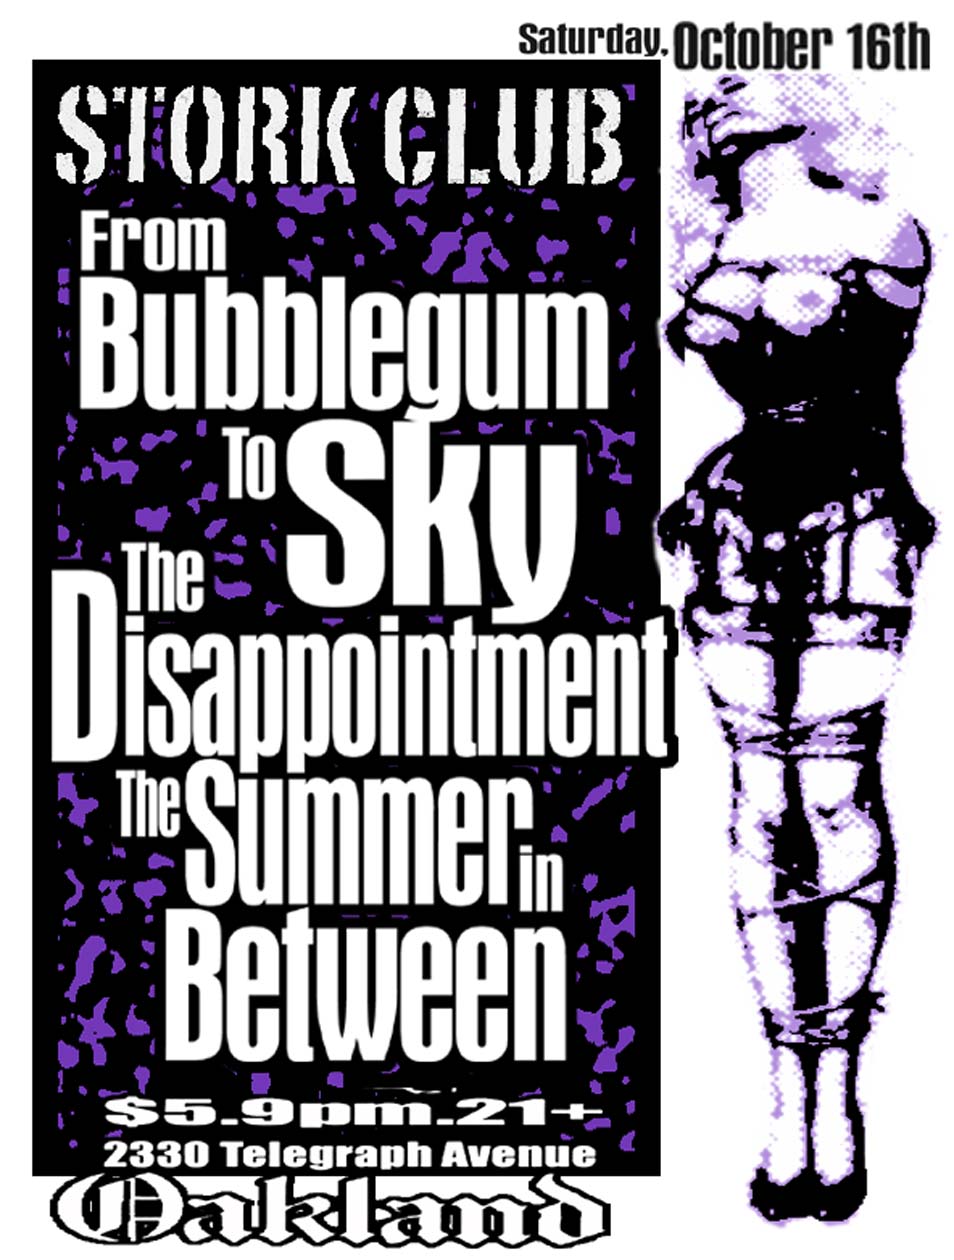 Saturday, October 16th
STORK CLUB
From
Bubblegum
To Sky
The
Disappointment
The Summer in
Between
$5.9pm.21+
2330 Telegraph Avenue
Oakland